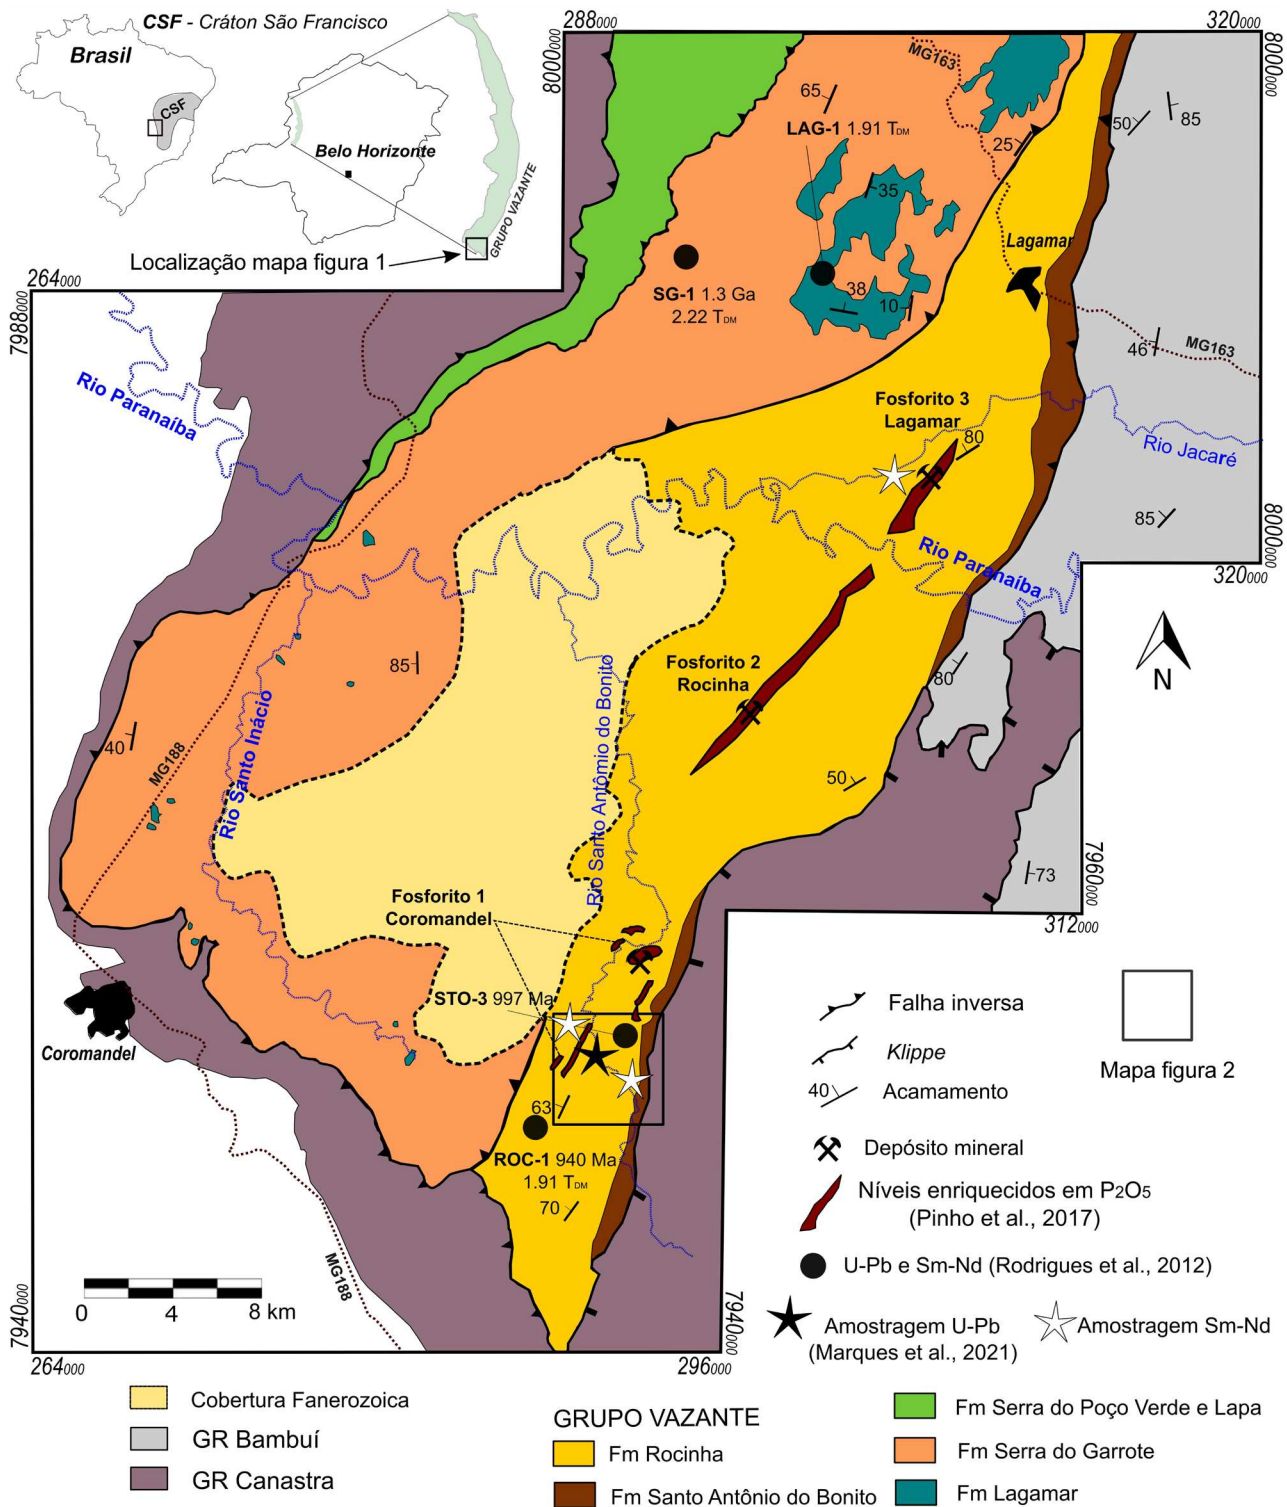 CSF - Cráton São Francisco
Brasil
CSF
Belo Horizonte
GRUPO VAZANTE
Localização mapa figura 1
288000
320000
8000000
8000000
264000
7988000
MG163
65
LAG-1 1.91 TDM
50
85
25
35
Lagamar
SG-1 1.3 Ga
2.22 TDM
38
10
46
MG163
Rio Paranaíba
Fosforito 3
Lagamar
80
Rio Jacaré
85
8000000
320000
Rio Paranaíba
85
Fosforito 2
Rocinha
80
N
40
MG188
Rio Santo Inácio
Rio Santo Antômio do Bonito
50
73
7960000
312000
Fosforito 1
Coromandel
STO-3 997 Ma
Coromandel
63
ROC-1 940 Ma
1.91 TDM
70
MG188
0 4 8 km
7940000
264000
7940000
296000
Falha inversa
Klippe
40
Acamamento
Mapa figura 2
Depósito mineral
Níveis enriquecidos em P2O5
(Pinho et al., 2017)
U-Pb e Sm-Nd (Rodrigues et al., 2012)
Amostragem U-Pb
(Marques et al., 2021)
Amostragem Sm-Nd
Cobertura Fanerozoica
GR Bambuí
GR Canastra
GRUPO VAZANTE
Fm Rocinha
Fm Santo Antônio do Bonito
Fm Serra do Poço Verde e Lapa
Fm Serra do Garrote
Fm Lagamar